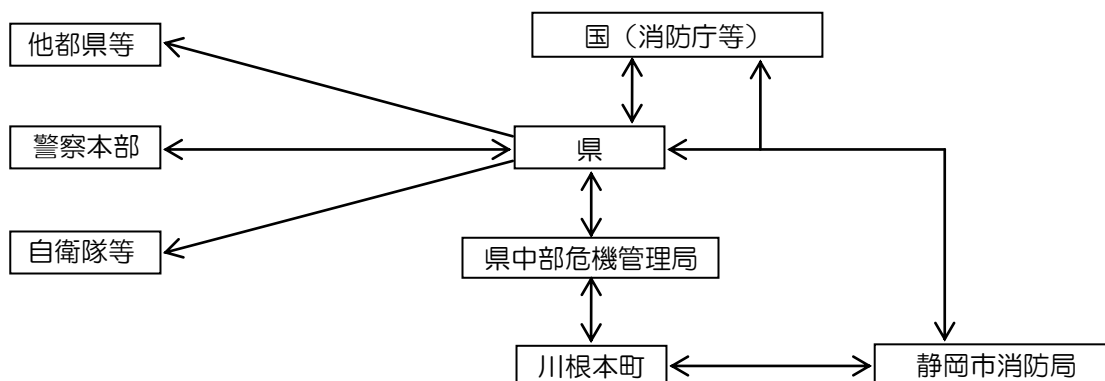 他都県等
国（消防庁等）
警察本部
県
自衛隊等
県中部危機管理局
川根本町
静岡市消防局